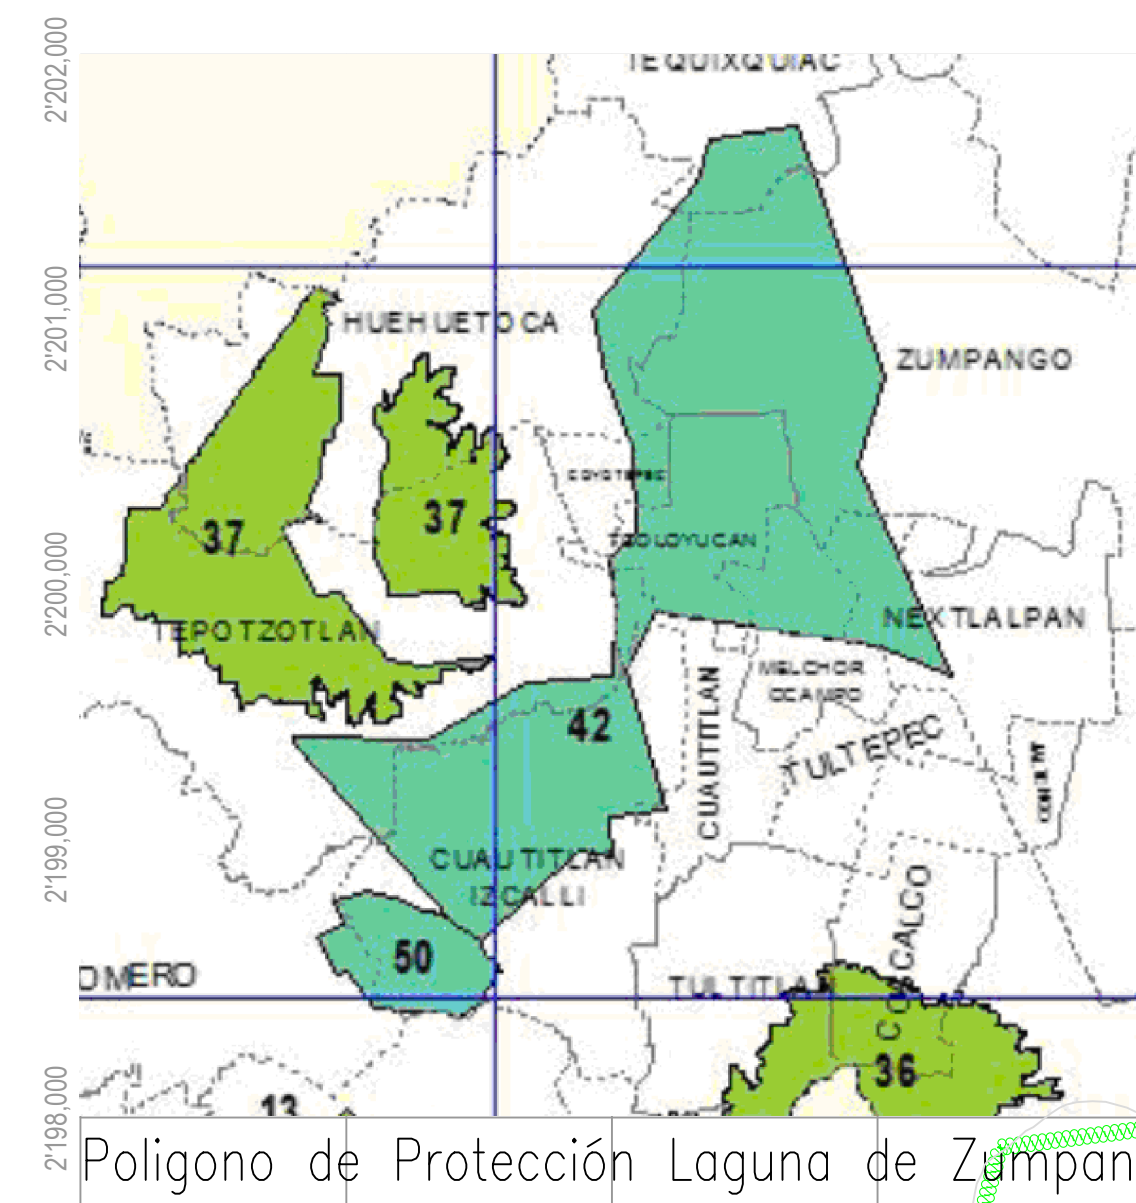 2'202,000
TEQUIXQUIAC
2'201,000
HUEHUETOCA
ZUMPANGO
COYOTEPEC
37
37
TEOLOYUCAN
2'200,000
TEPOTZOTLAN
NEXTLALPAN
MELCHOR
OCAMPO
CUAUTITLAN
42
TULTEPEC
2'199,000
CUAUTITLAN
IZCALLI
COACALCO
50
OMERO
TULTITLAN
36
13
2'198,000
Poligono de Protección Laguna de Zumpan